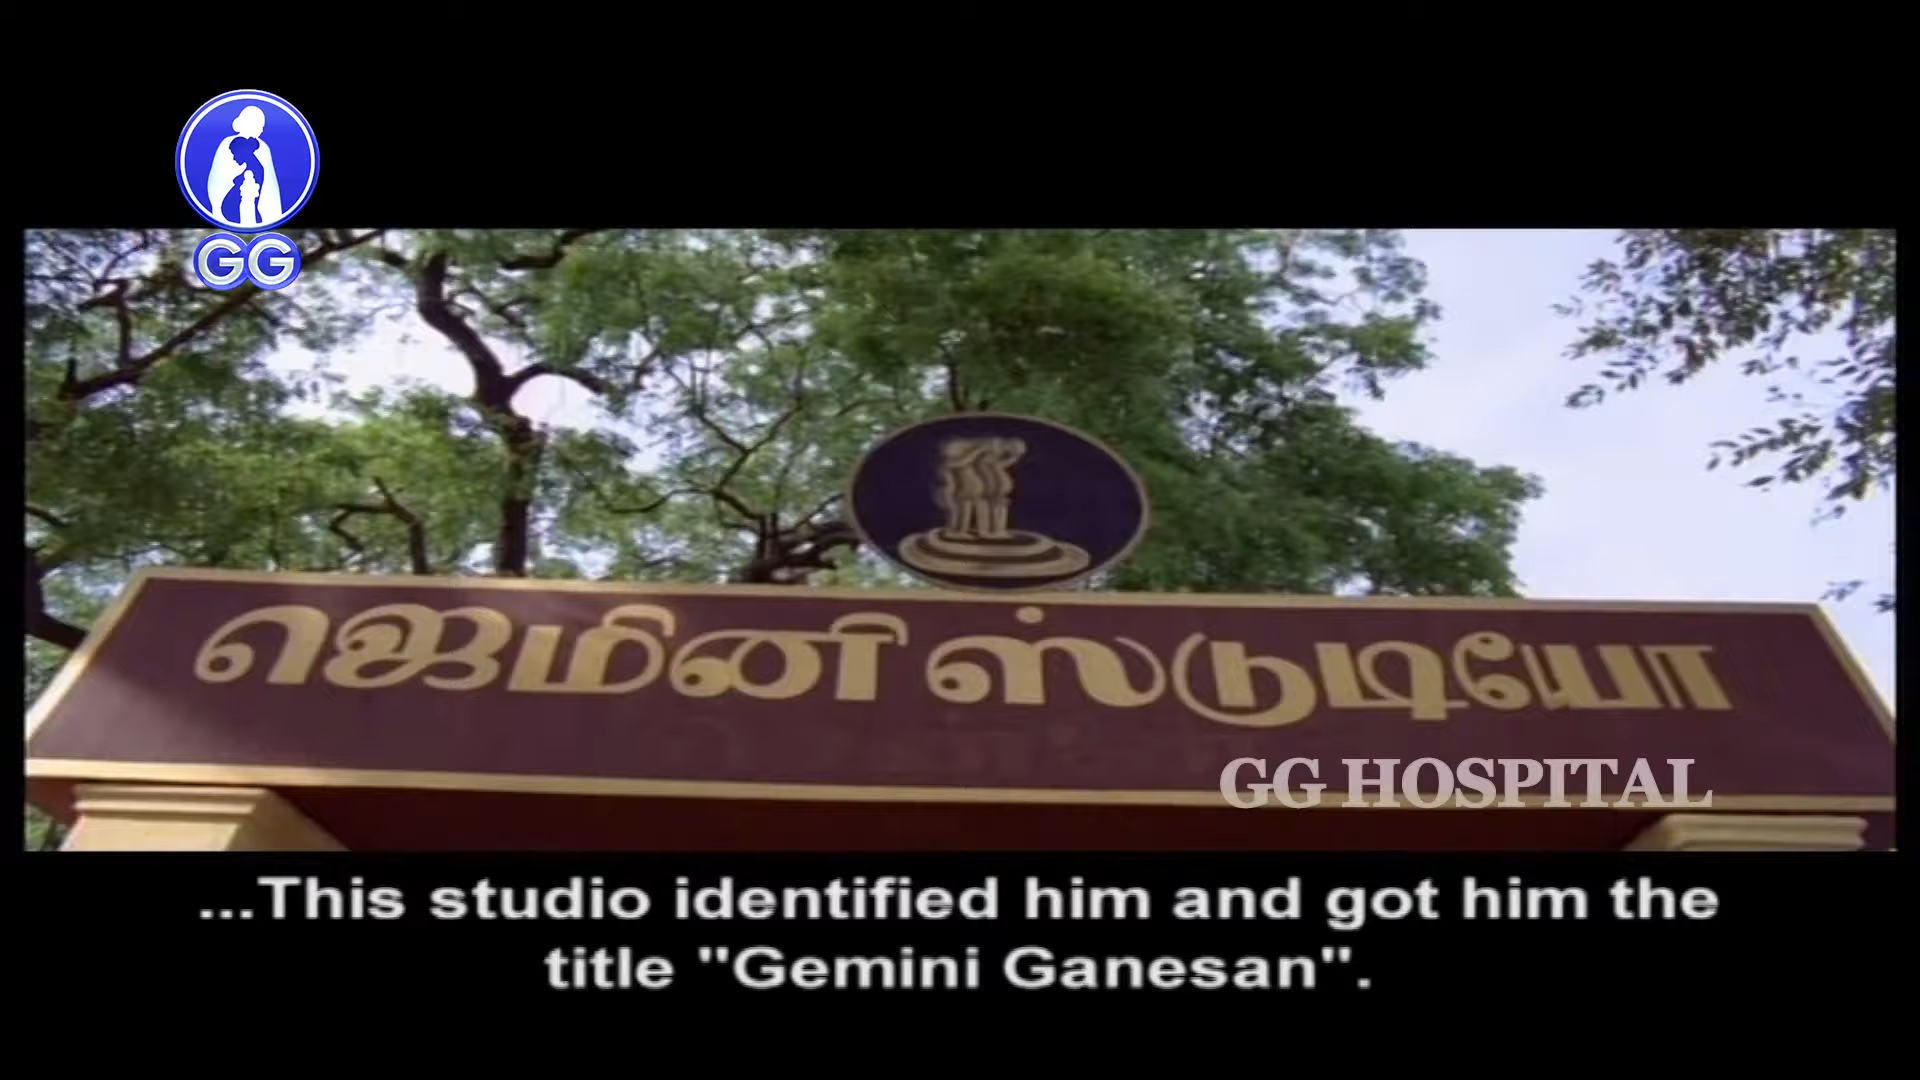 GG
ஜெமினி ஸ்டுடியோ
GG HOSPITAL
...This studio identified him and got him the
title "Gemini Ganesan".